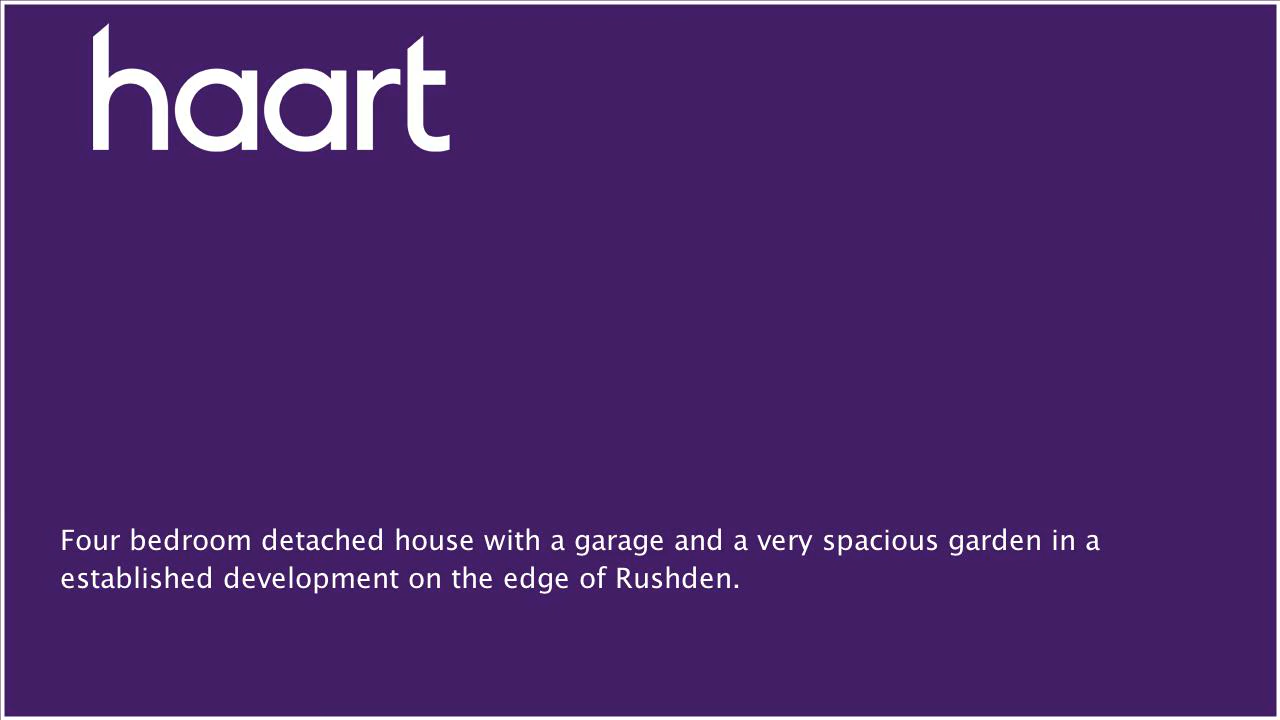 haart
Four bedroom detached house with a garage and a very spacious garden in a
established development on the edge of Rushden.